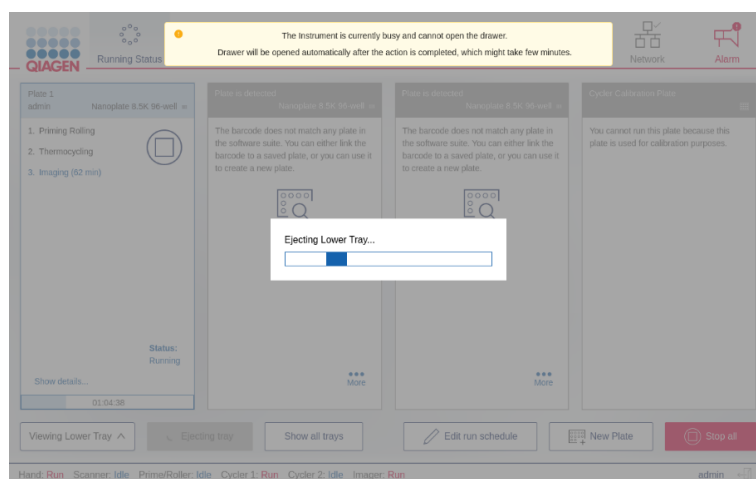 The Instrument is currently busy and cannot open the drawer.
Drawer will be opened automatically after the action is completed, which might take few minutes.
QIAGEN
Running Status
Network
Alarm
Plate 1
admin Nanoplate 8.5K 96-well
1. Priming Rolling
2. Thermocycling
3. Imaging (62 min)
Status:
Running
Show details...
01:04:38
Plate is detected
Nanoplate 8.5K 96-well
The barcode does not match any plate in
the software suite. You can either link the
barcode to a saved plate, or you can use it
to create a new plate.
More
Plate is detected
Nanoplate 8.5K 96-well
The barcode does not match any plate in
the software suite. You can either link the
barcode to a saved plate, or you can use it
to create a new plate.
More
Cycler Calibration Plate
You cannot run this plate because this
plate is used for calibration purposes.
Ejecting Lower Tray...
Viewing Lower Tray
Ejecting tray
Show all trays
Edit run schedule
New Plate
Stop all
Hand: Run Scanner: Idle Prime/Roller: Idle Cycler 1: Run Cycler 2: Idle Imager: Run
admin